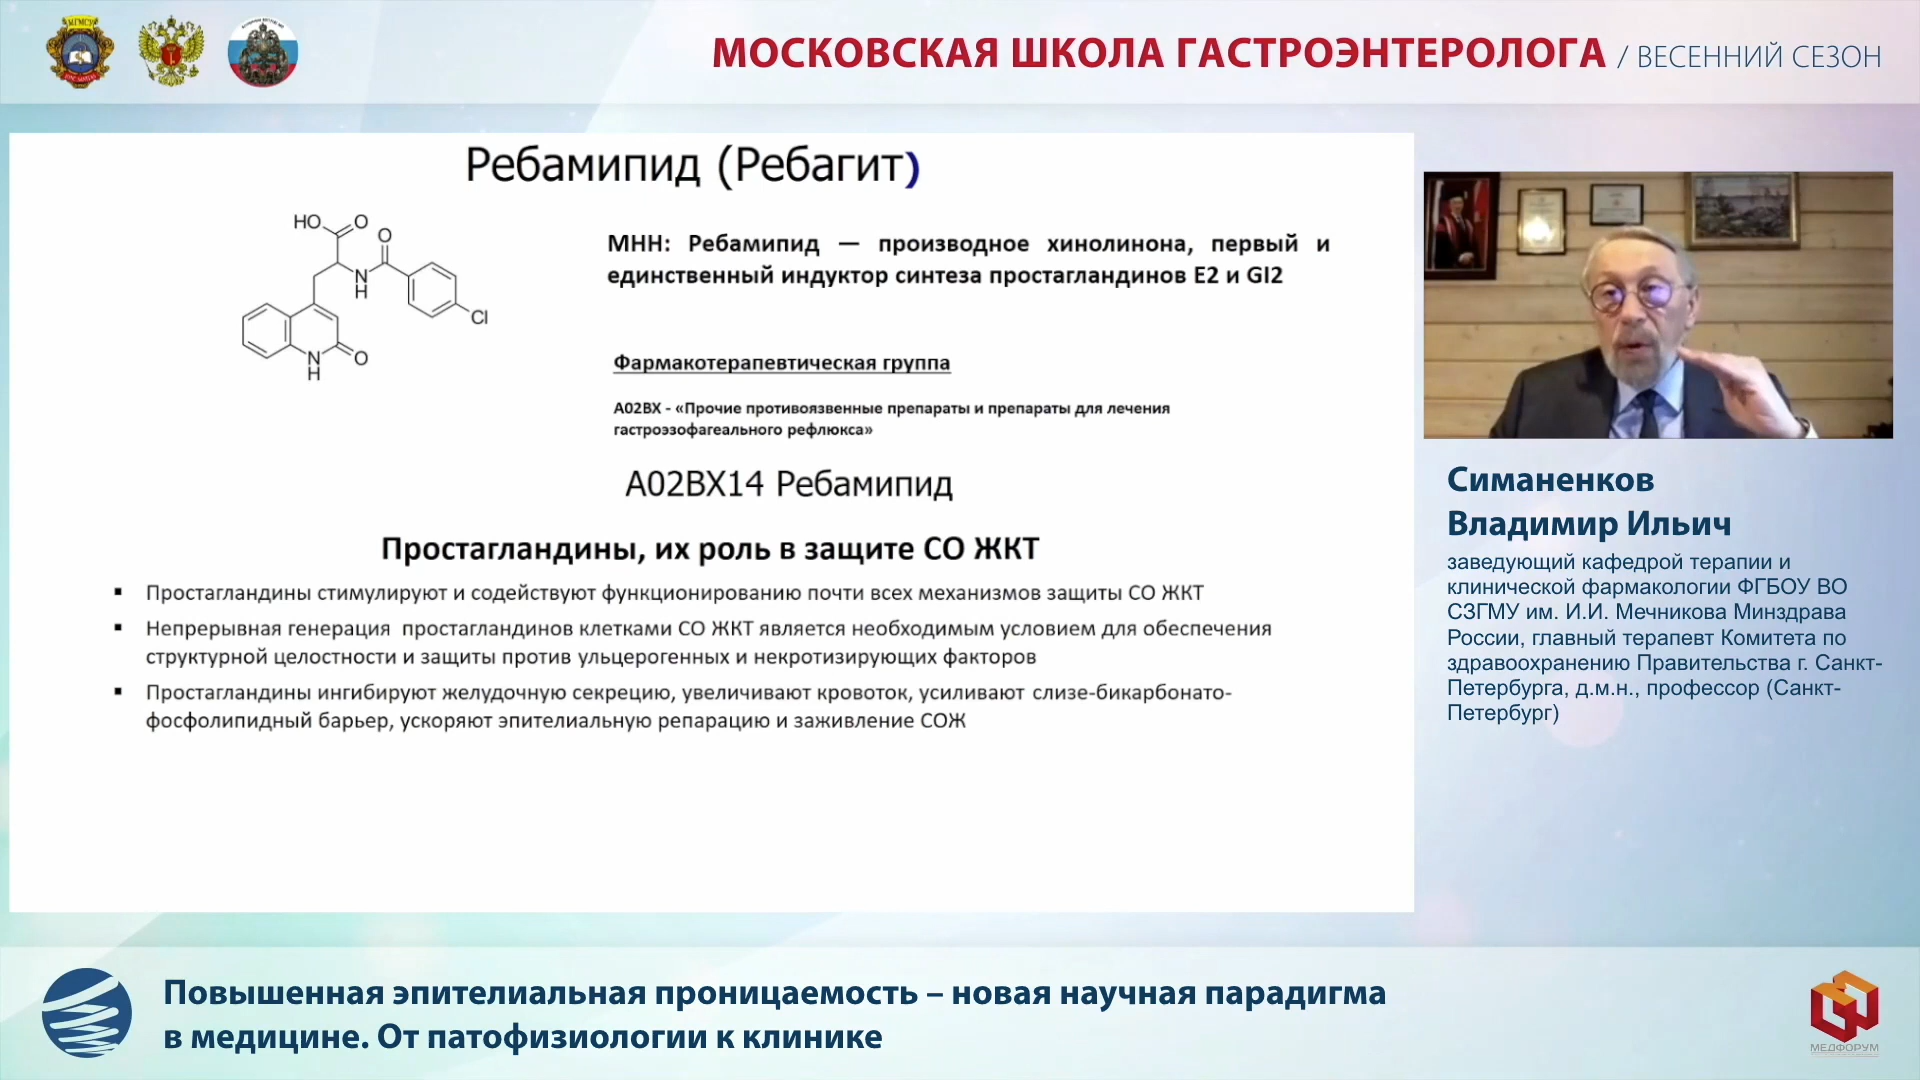 МОСКОВСКАЯ ШКОЛА ГАСТРОЭНТЕРОЛОГА / ВЕСЕННИЙ СЕЗОН
МГМСУ
Ребамипид (Ребагит)
HO
O
O
N
H
Cl
N
H
O
МНН: Ребамипид — производное хинолинона, первый и
единственный индуктор синтеза простагландинов Е2 и GI2
Фармакотерапевтическая группа
A02BX - «Прочие противоязвенные препараты и препараты для лечения
гастроэзофагеального рефлюкса»
A02BX14 Ребамипид
Простагландины, их роль в защите СО ЖКТ
▪ Простагландины стимулируют и содействуют функционированию почти всех механизмов защиты СО ЖКТ
▪ Непрерывная генерация простагландинов клетками СО ЖКТ является необходимым условием для обеспечения
структурной целостности и защиты против ульцерогенных и некротизирующих факторов
▪ Простагландины ингибируют желудочную секрецию, увеличивают кровоток, усиливают слизе-бикарбонато-
фосфолипидный барьер, ускоряют эпителиальную репарацию и заживление СОЖ
Симаненков
Владимир Ильич
заведующий кафедрой терапии и
клинической фармакологии ФГБОУ ВО
СЗГМУ им. И.И. Мечникова Минздрава
России, главный терапевт Комитета по
здравоохранению Правительства г. Санкт-
Петербурга, д.м.н., профессор (Санкт-
Петербург)
Повышенная эпителиальная проницаемость – новая научная парадигма
в медицине. От патофизиологии к клинике
МЕДФОРУМ